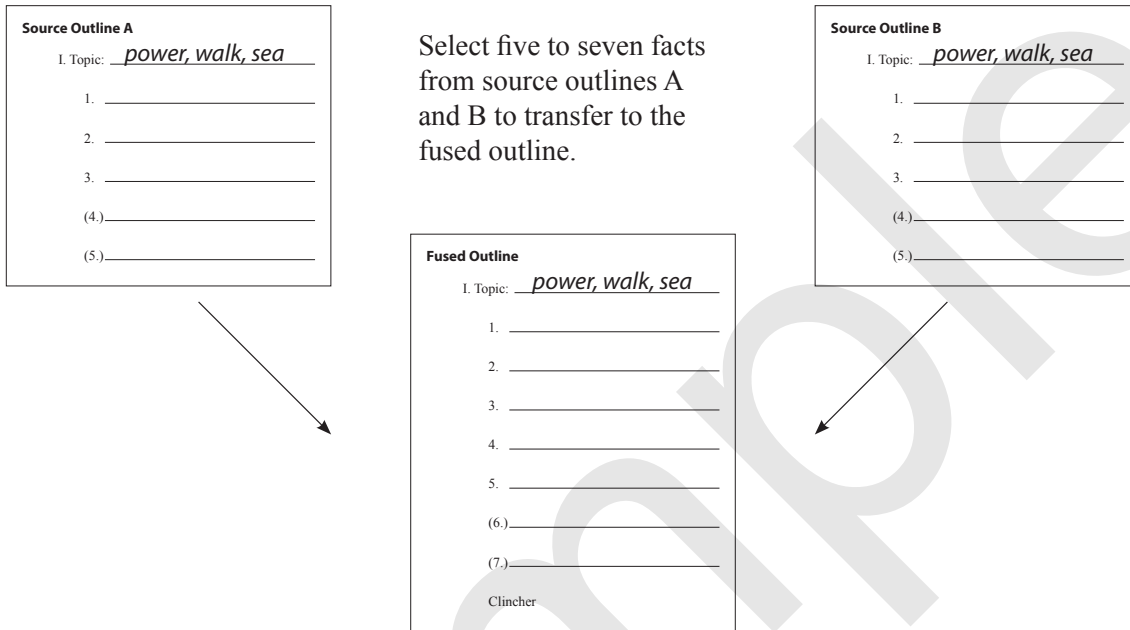 Source Outline A
I. Topic: power, walk, sea
1.
2.
3.
(4.)
(5.)
Select five to seven facts
from source outlines A
and B to transfer to the
fused outline.
Source Outline B
I. Topic: power, walk, sea
1.
2.
3.
(4.)
(5.)
Fused Outline
I. Topic: power, walk, sea
1.
2.
3.
4.
5.
(6.)
(7.)
Clincher